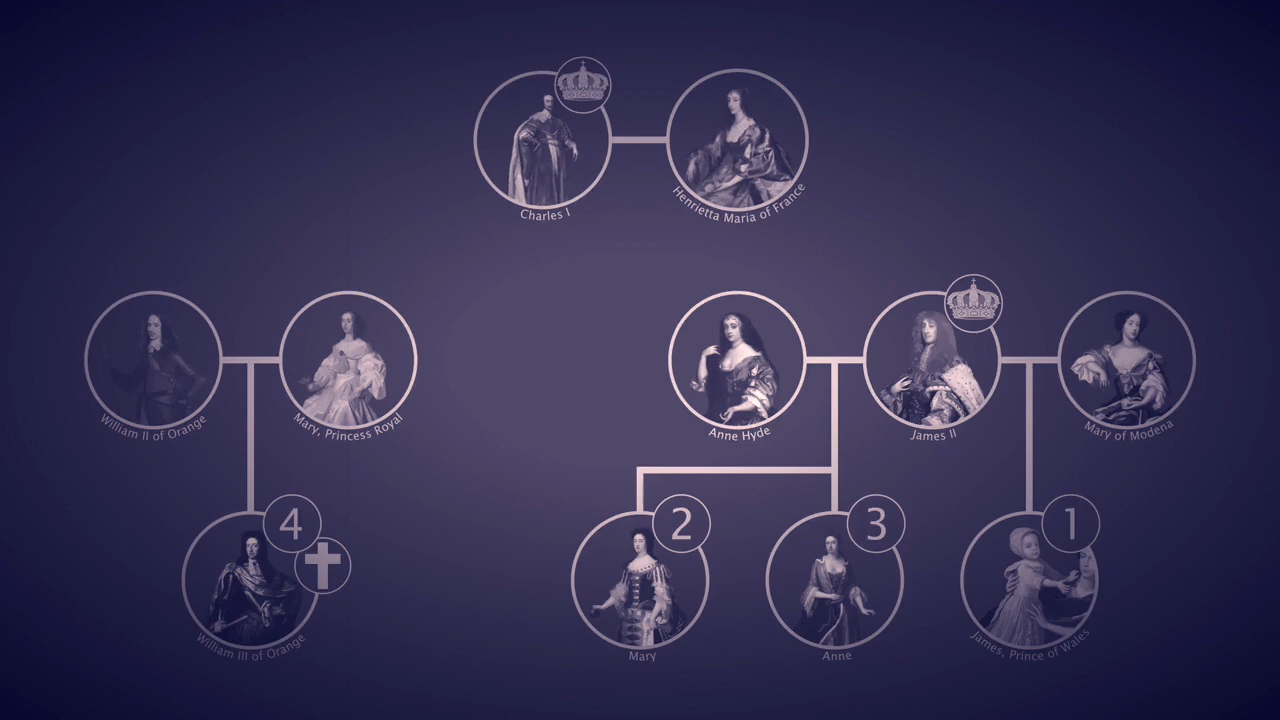 Charles I
Henrietta Maria of France
William II of Orange
Mary, Princess Royal
Anne Hyde
James II
Mary of Modena
4
2
3
1
William III of Orange
Mary
Anne
James, Prince of Wales